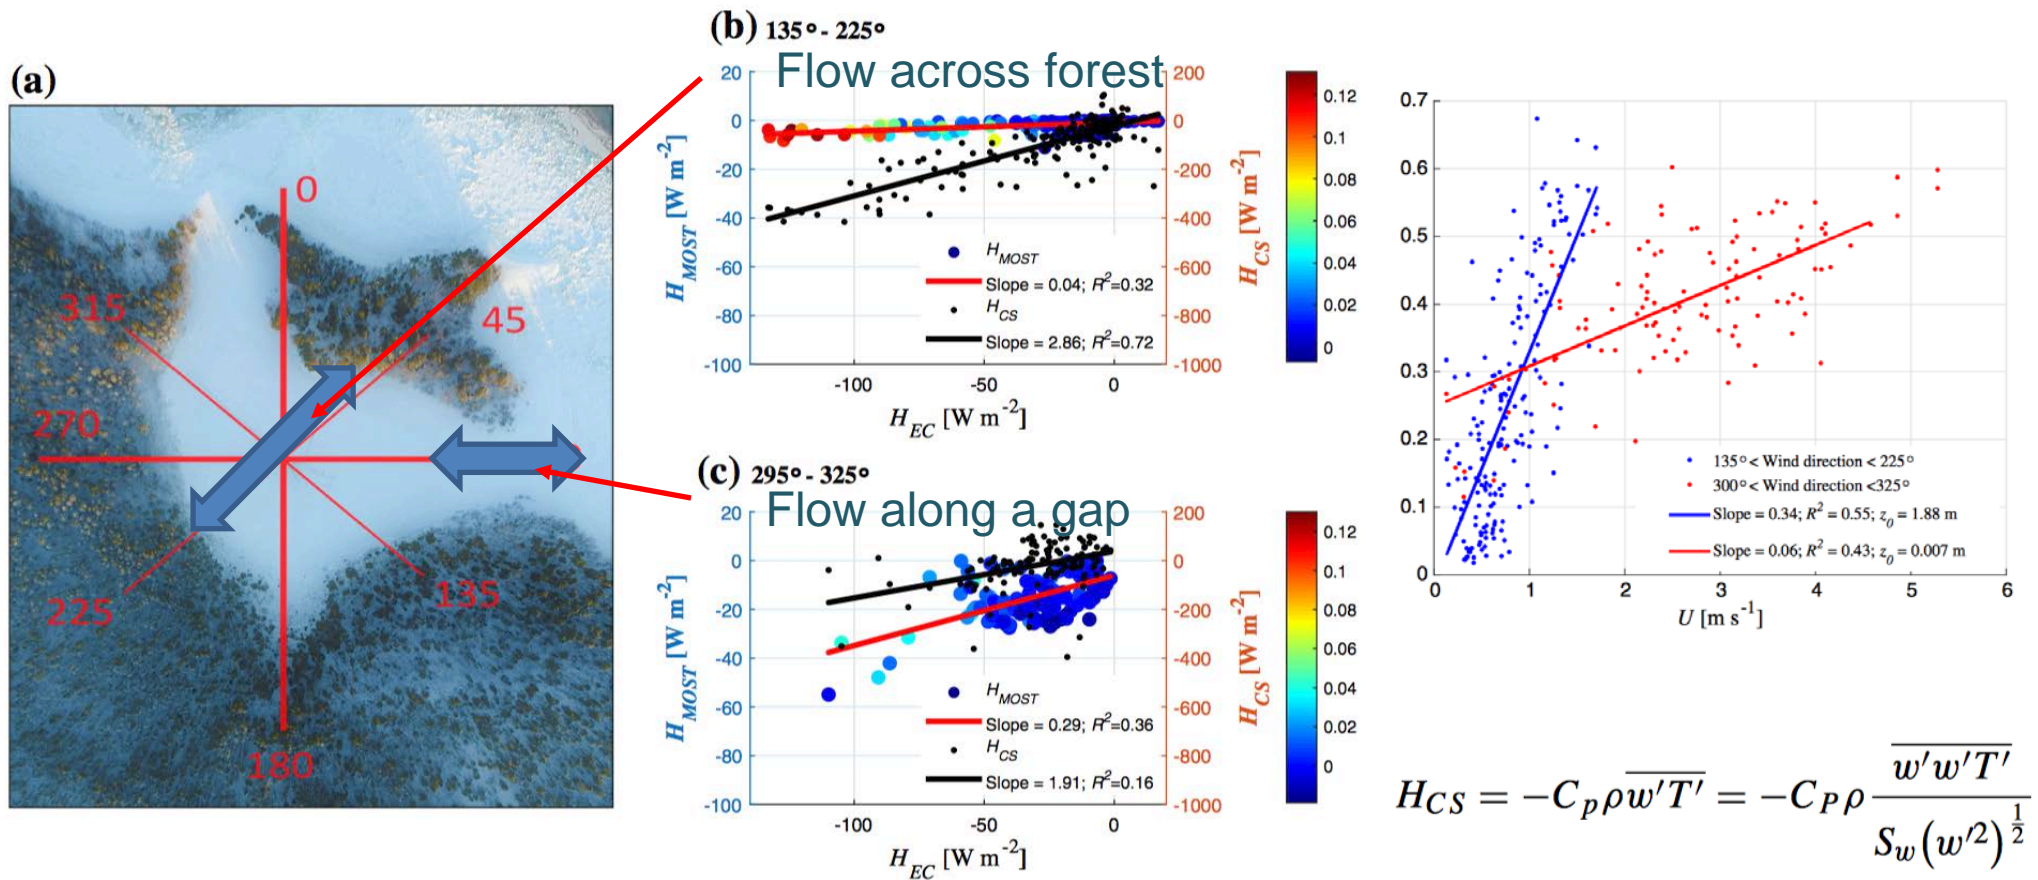 (a)
0
45
315
270
225
135
180
(b) 135° - 225°
Flow across forest
20
0
-20
-40
-60
-80
-100
H_MOST [W m^-2]
200
0
-200
-400
-600
-800
-1000
H_CS [W m^-2]
H_MOST
Slope = 0.04; R^2=0.32
H_CS
Slope = 2.86; R^2=0.72
-100 -50 0
H_EC [W m^-2]
0.12
0.1
0.08
0.06
0.04
0.02
0
(c) 295° - 325°
Flow along a gap
20
0
-20
-40
-60
-80
-100
H_MOST [W m^-2]
200
0
-200
-400
-600
-800
-1000
H_CS [W m^-2]
H_MOST
Slope = 0.29; R^2=0.36
H_CS
Slope = 1.91; R^2=0.16
-100 -50 0
H_EC [W m^-2]
0.12
0.1
0.08
0.06
0.04
0.02
0
0.7
0.6
0.5
0.4
0.3
0.2
0.1
0
135° < Wind direction < 225°
300° < Wind direction <325°
Slope = 0.34; R^2 = 0.55; z_0 = 1.88 m
Slope = 0.06; R^2 = 0.43; z_0 = 0.007 m
0 1 2 3 4 5 6
U [m s^-1]
H_CS = −C_p ρ \overline{w′T′} = −C_P ρ \frac{\overline{w′w′T′}}{S_w (w′^2)^{\frac{1}{2}}}